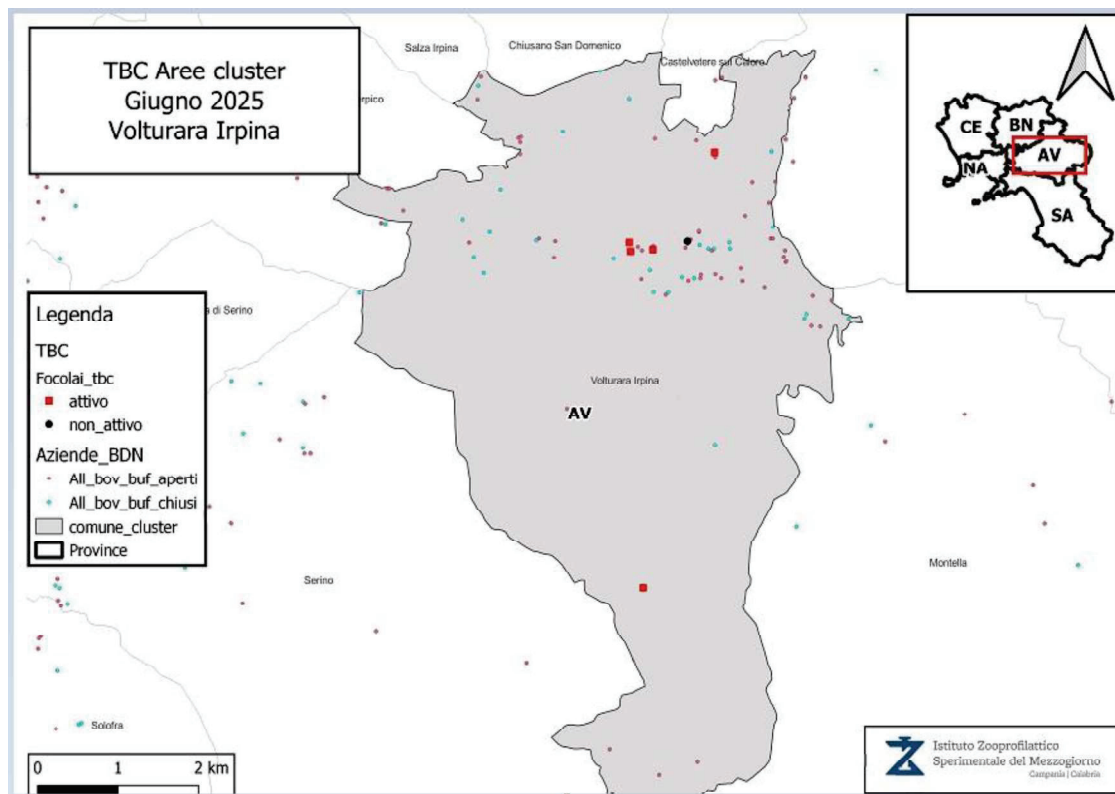 TBC Aree cluster
Giugno 2025
Volturara Irpina
Salza Irpina
Chiusano San Domenico
Castelvetere sul Calore
rpico
CE
BN
AV
NA
SA
Legenda
TBC
Focolai_tbc
attivo
non_attivo
Aziende_BDN
All_bov_buf_aperti
All_bov_buf_chiusi
comune_cluster
Province
a di Serino
Volturara Irpina
AV
Serino
Montella
Solofra
0 1 2 km
Istituto Zooprofilattico
Sperimentale del Mezzogiorno
Campania | Calabria